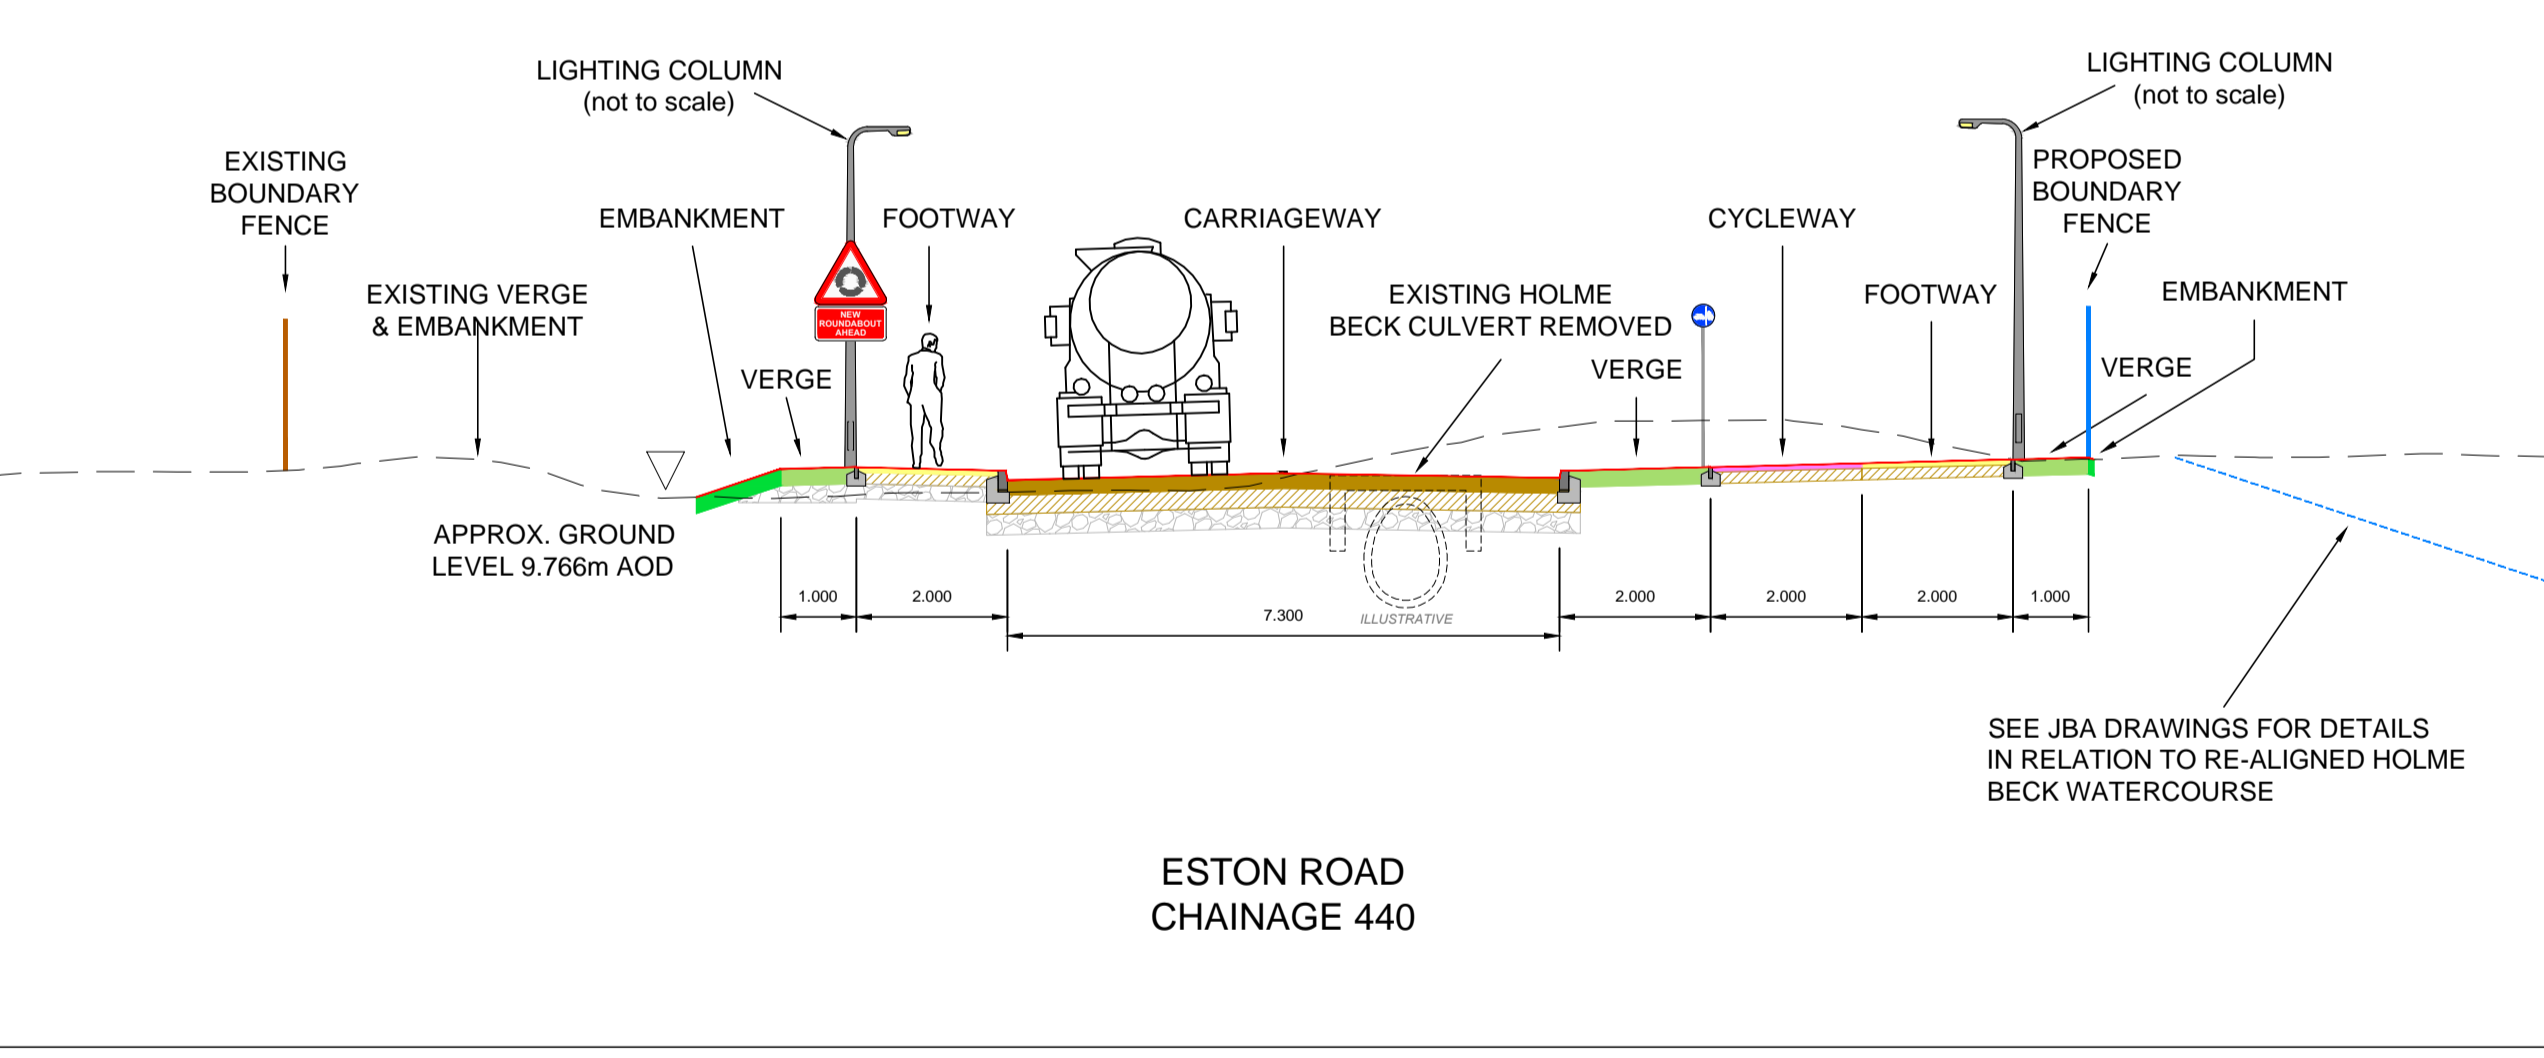 LIGHTING COLUMN
(not to scale)
LIGHTING COLUMN
(not to scale)
EXISTING
BOUNDARY
FENCE
EXISTING VERGE
& EMBANKMENT
EMBANKMENT
FOOTWAY
CARRIAGEWAY
CYCLEWAY
PROPOSED
BOUNDARY
FENCE
NEW
ROUNDABOUT
AHEAD
VERGE
EXISTING HOLME
BECK CULVERT REMOVED
VERGE
FOOTWAY
EMBANKMENT
VERGE
APPROX. GROUND
LEVEL 9.766m AOD
1.000
2.000
7.300
ILLUSTRATIVE
2.000
2.000
2.000
1.000
SEE JBA DRAWINGS FOR DETAILS
IN RELATION TO RE-ALIGNED HOLME
BECK WATERCOURSE
ESTON ROAD
CHAINAGE 440